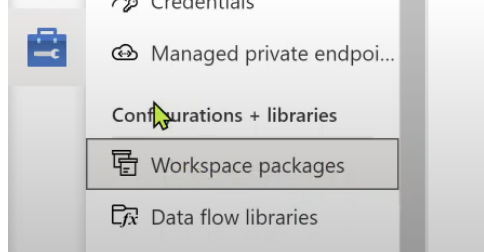 Credentials
Managed private endpoi...
Configurations + libraries
Workspace packages
Data flow libraries